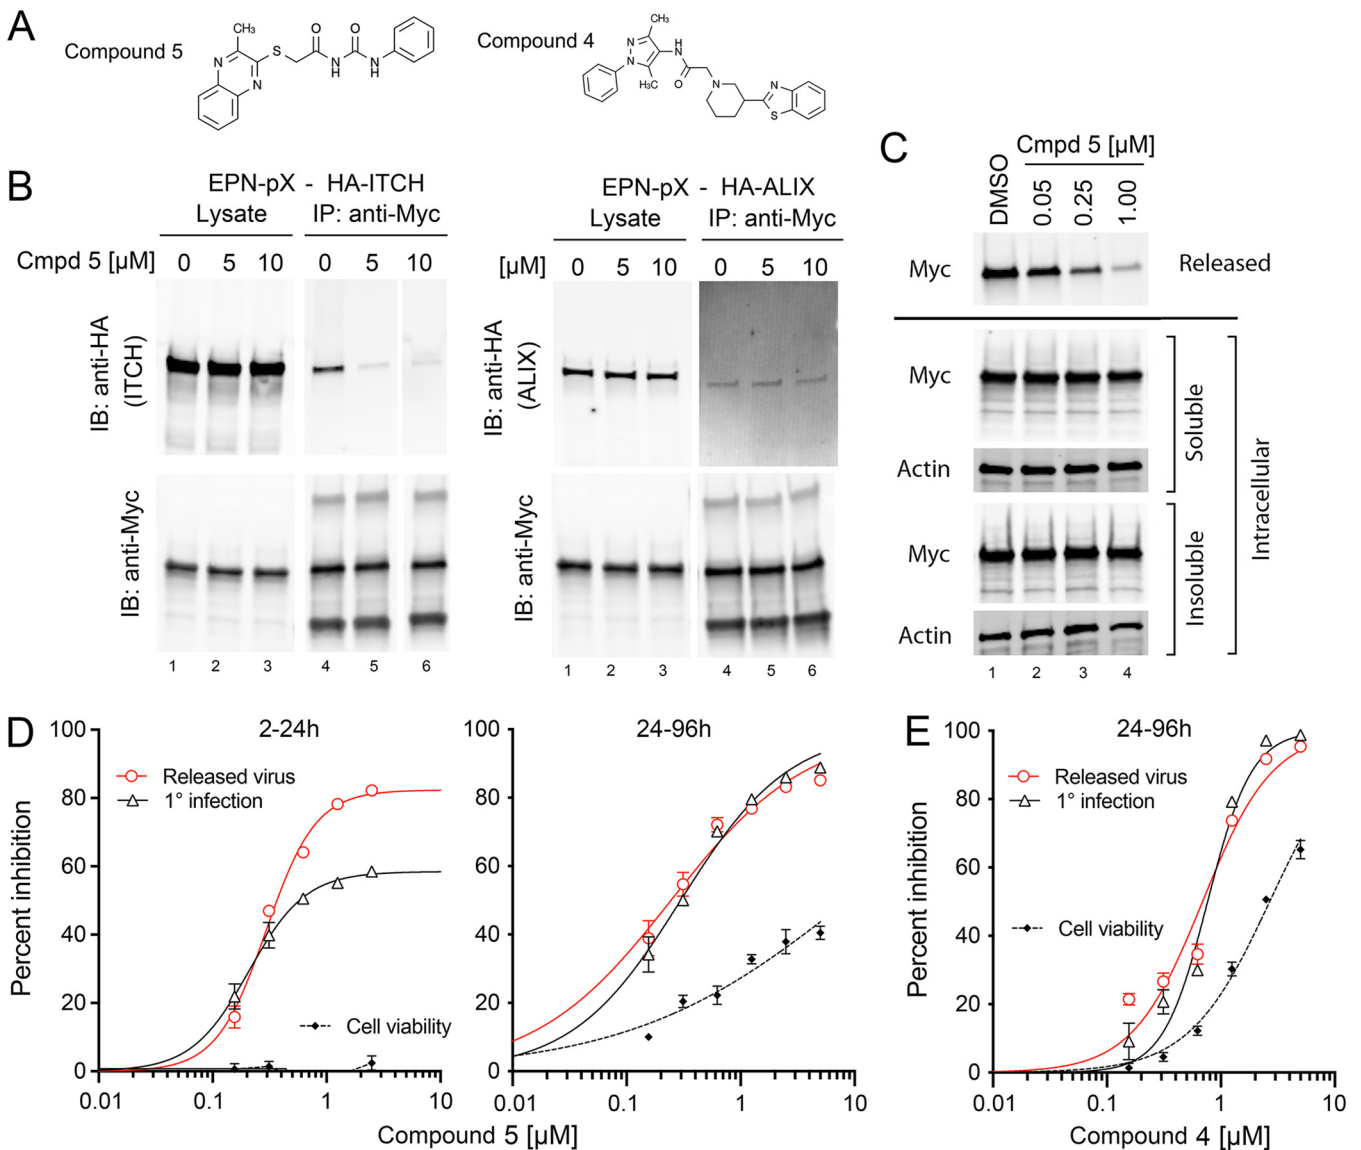 A
Compound 5
CH₃
N
N
S
O
O
N
H
N
H
Compound 4
CH₃
N
N
H₃C
H
N
O
N
N
S
B
EPN-pX - HA-ITCH
Lysate
IP: anti-Myc
Cmpd 5 [µM]
0 5 10 0 5 10
IB: anti-HA
(ITCH)
IB: anti-Myc
1 2 3 4 5 6
EPN-pX - HA-ALIX
Lysate
IP: anti-Myc
[µM]
0 5 10 0 5 10
IB: anti-HA
(ALIX)
IB: anti-Myc
1 2 3 4 5 6
C
Cmpd 5 [µM]
DMSO
0.05
0.25
1.00
Myc
Released
Myc
Actin
Soluble
Myc
Actin
Insoluble
Intracellular
1 2 3 4
D
2-24h
Percent inhibition
100
80
60
40
20
0
Released virus
1° infection
Cell viability
0.01 0.1 1 10
24-96h
100
80
60
40
20
0
0.01 0.1 1 10
Compound 5 [µM]
E
24-96h
Percent inhibition
100
80
60
40
20
0
Released virus
1° infection
Cell viability
0.01 0.1 1 10
Compound 4 [µM]